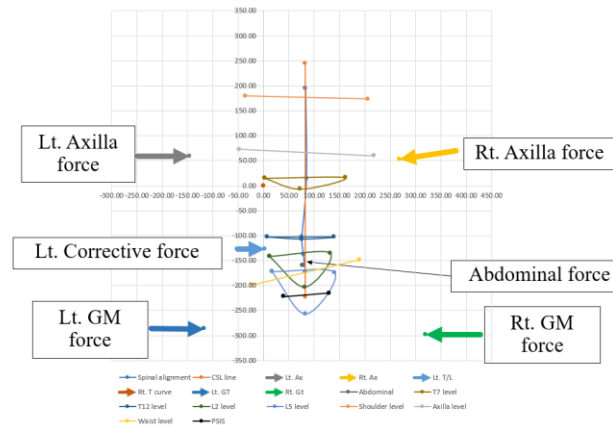 350.00
300.00
250.00
200.00
150.00
100.00
50.00
0.00
-300.00 -250.00 -200.00 -150.00 -100.00 -50.00 0.00 50.00 100.00 150.00 200.00 250.00 300.00 350.00 400.00 450.00
-50.00
-100.00
-150.00
-200.00
-250.00
-300.00
-350.00
Lt. Axilla
force
Rt. Axilla force
Lt. Corrective force
Abdominal force
Lt. GM
force
Rt. GM
force
Spinal alignment CSL line Lt. Ax Rt. Ax Lt. T/L
Rt. T curve Lt. GT Rt. Gt Abdominal T7 level
T12 level L2 level L5 level Shoulder level Axilla level
Waist level PSIS